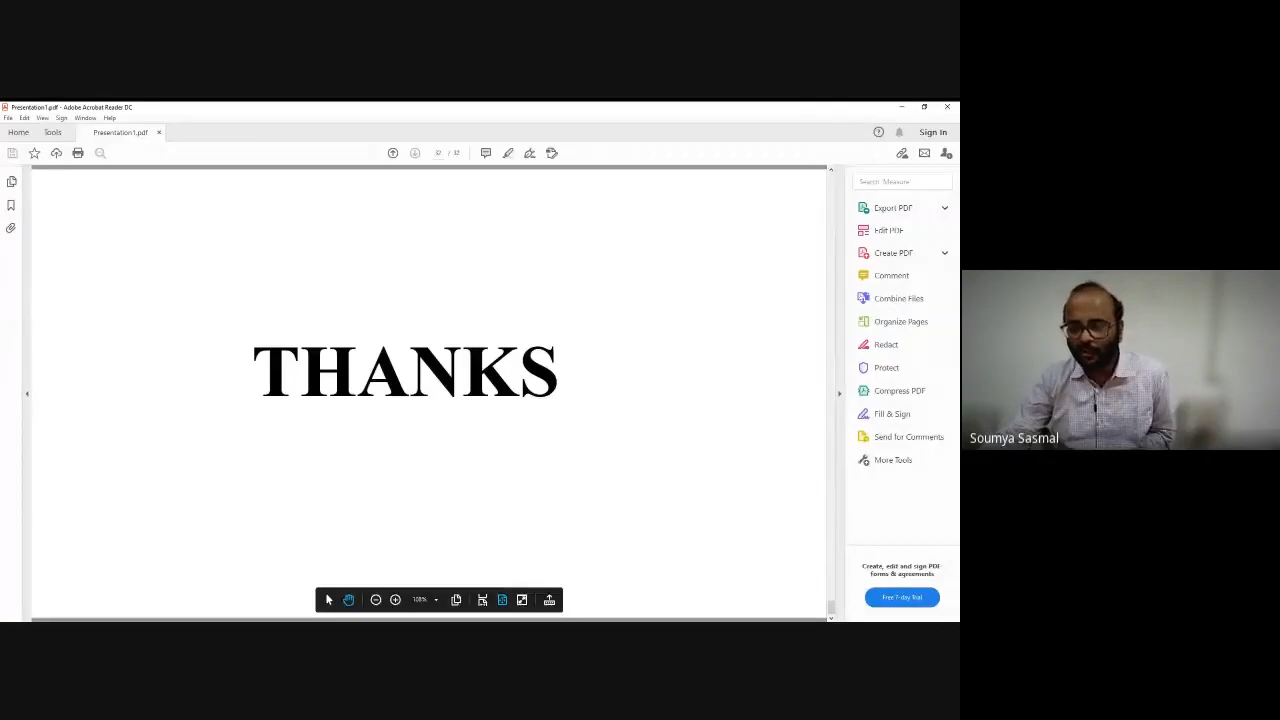 Presentation1.pdf - Adobe Acrobat Reader DC
File Edit View Sign Window Help
Home Tools Presentation1.pdf × Sign In
/
Search 'Measure'
Export PDF
Edit PDF
Create PDF
Comment
Combine Files
Organize Pages
Redact
Protect
Compress PDF
Fill & Sign
Send for Comments
More Tools
THANKS
Create, edit and sign PDF
forms & agreements
Free 7-day Trial
Soumya Sasmal